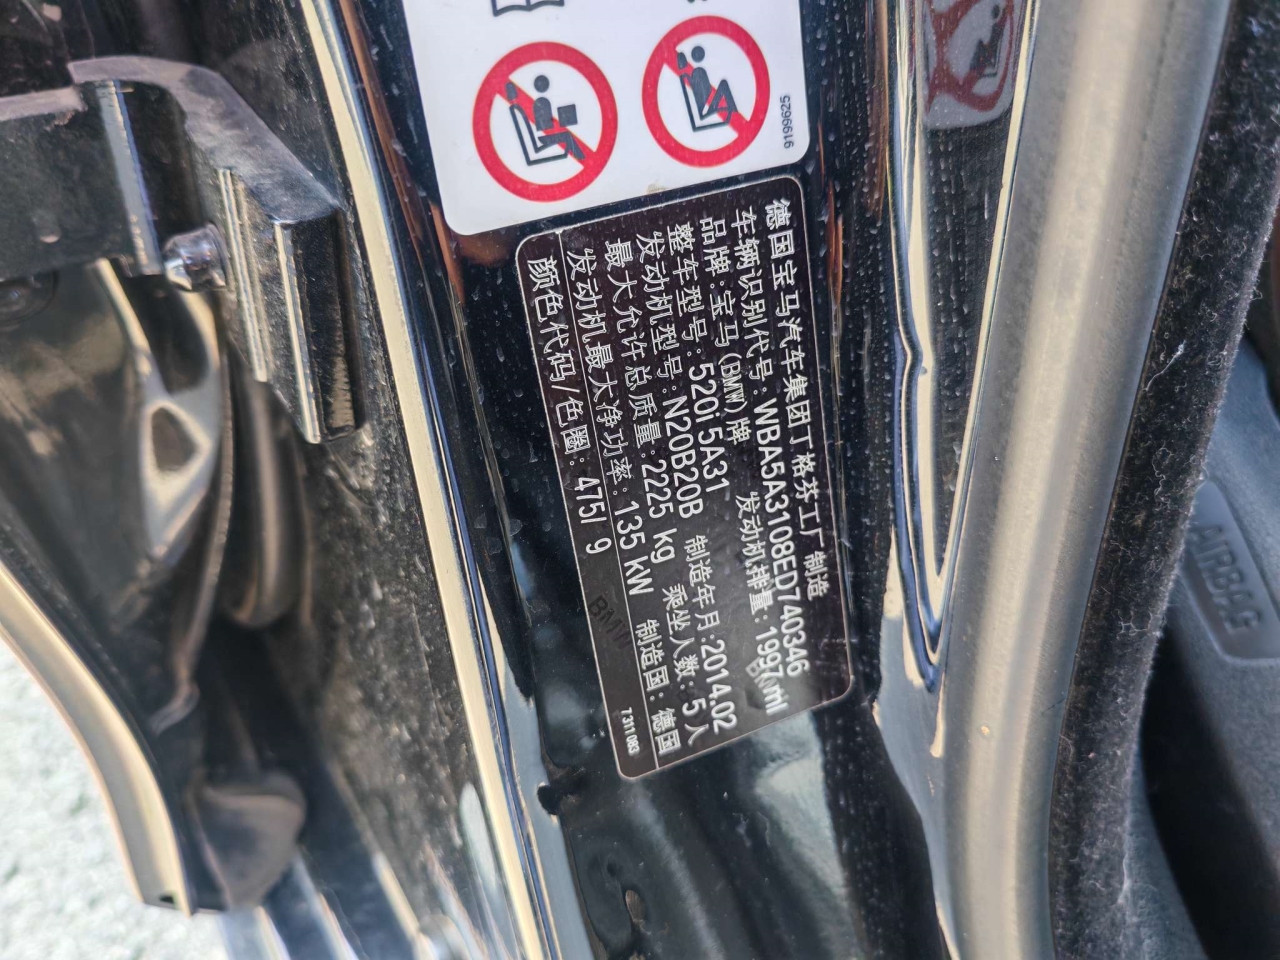 9199625
德国宝马汽车集团丁格芬工厂 制造
车辆识别代号:WBA5A3108ED740346
品牌:宝马(BMW)牌 发动机排量:1997ml
整车型号:520i 5A31 制造年月:2014.02
发动机型号:N20B20B 乘坐人数:5人
最大允许总质量:2225 kg 制造国:德国
发动机最大净功率:135 kW
颜色代码/色圈: 475/ 9
7311 083
AIRBAG